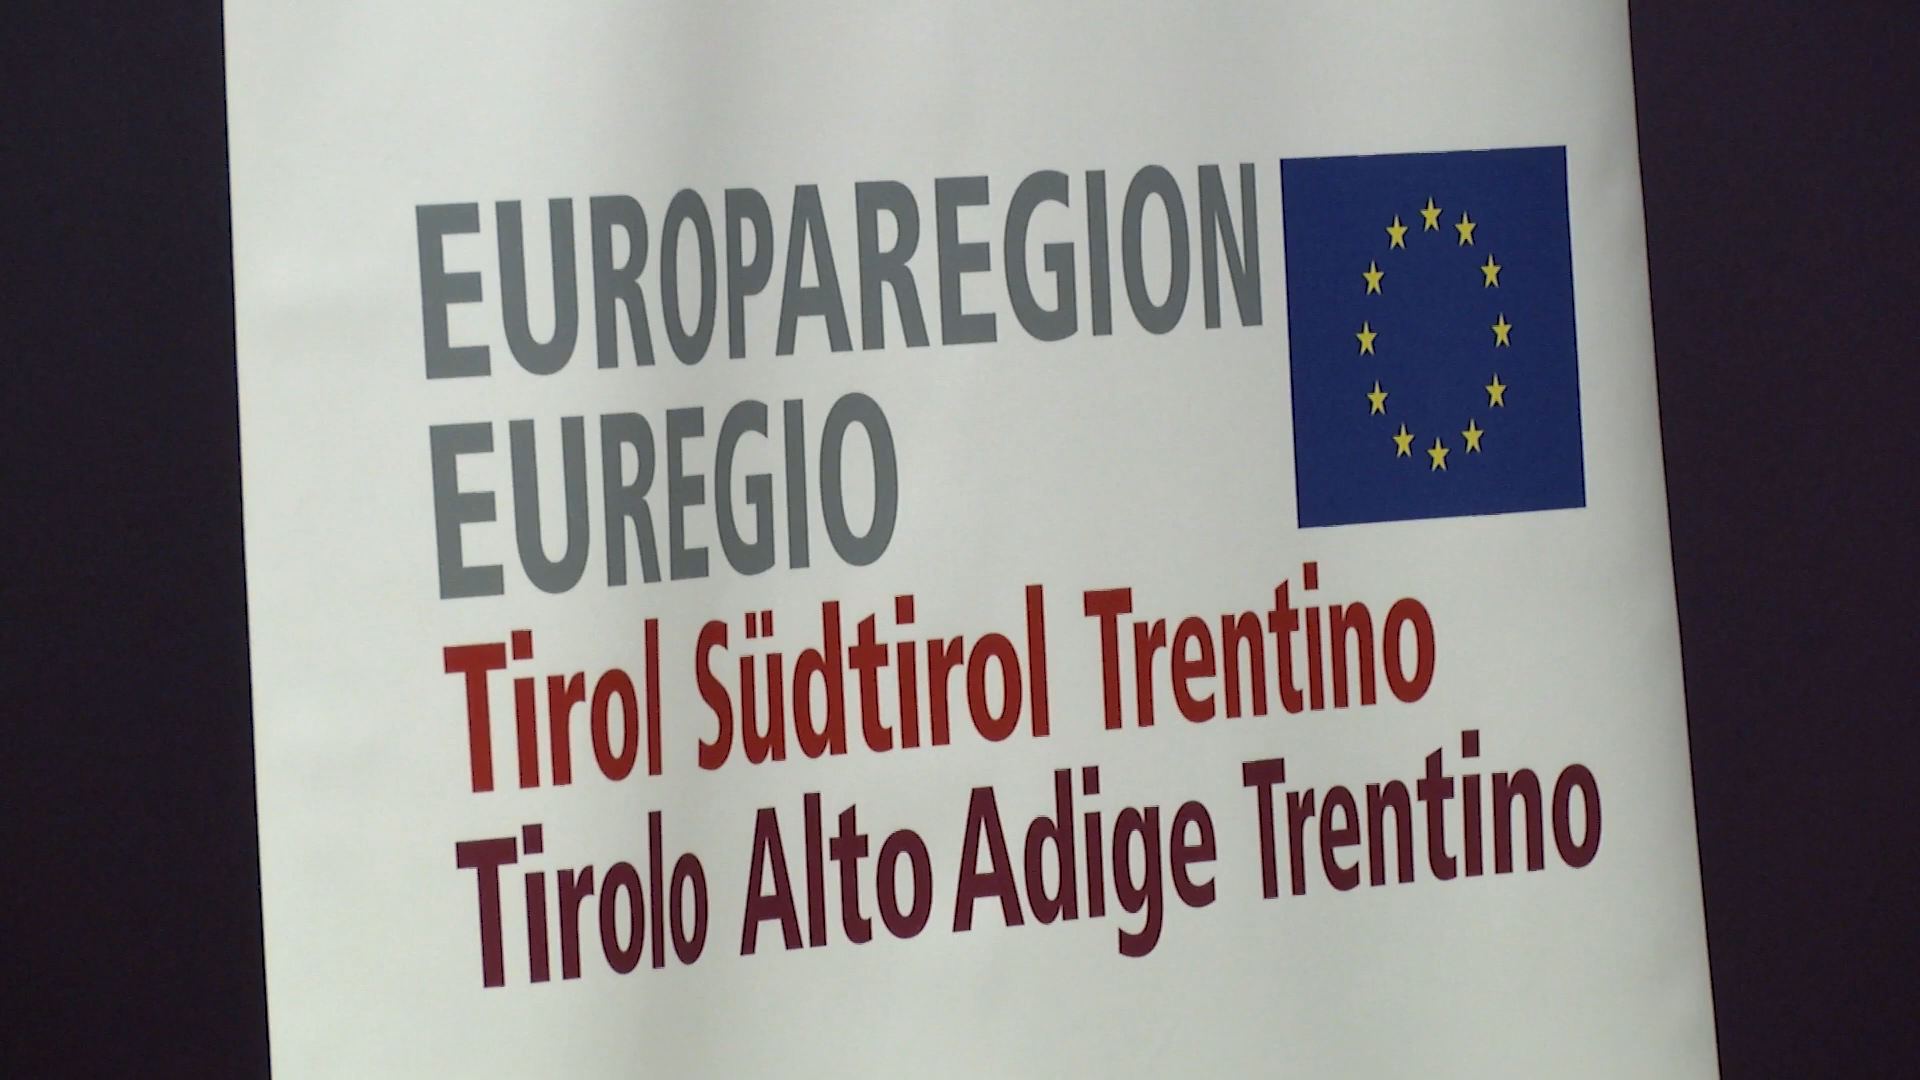 EUROPAREGION
EUREGIO
Tirol Südtirol Trentino
Tirolo Alto Adige Trentino